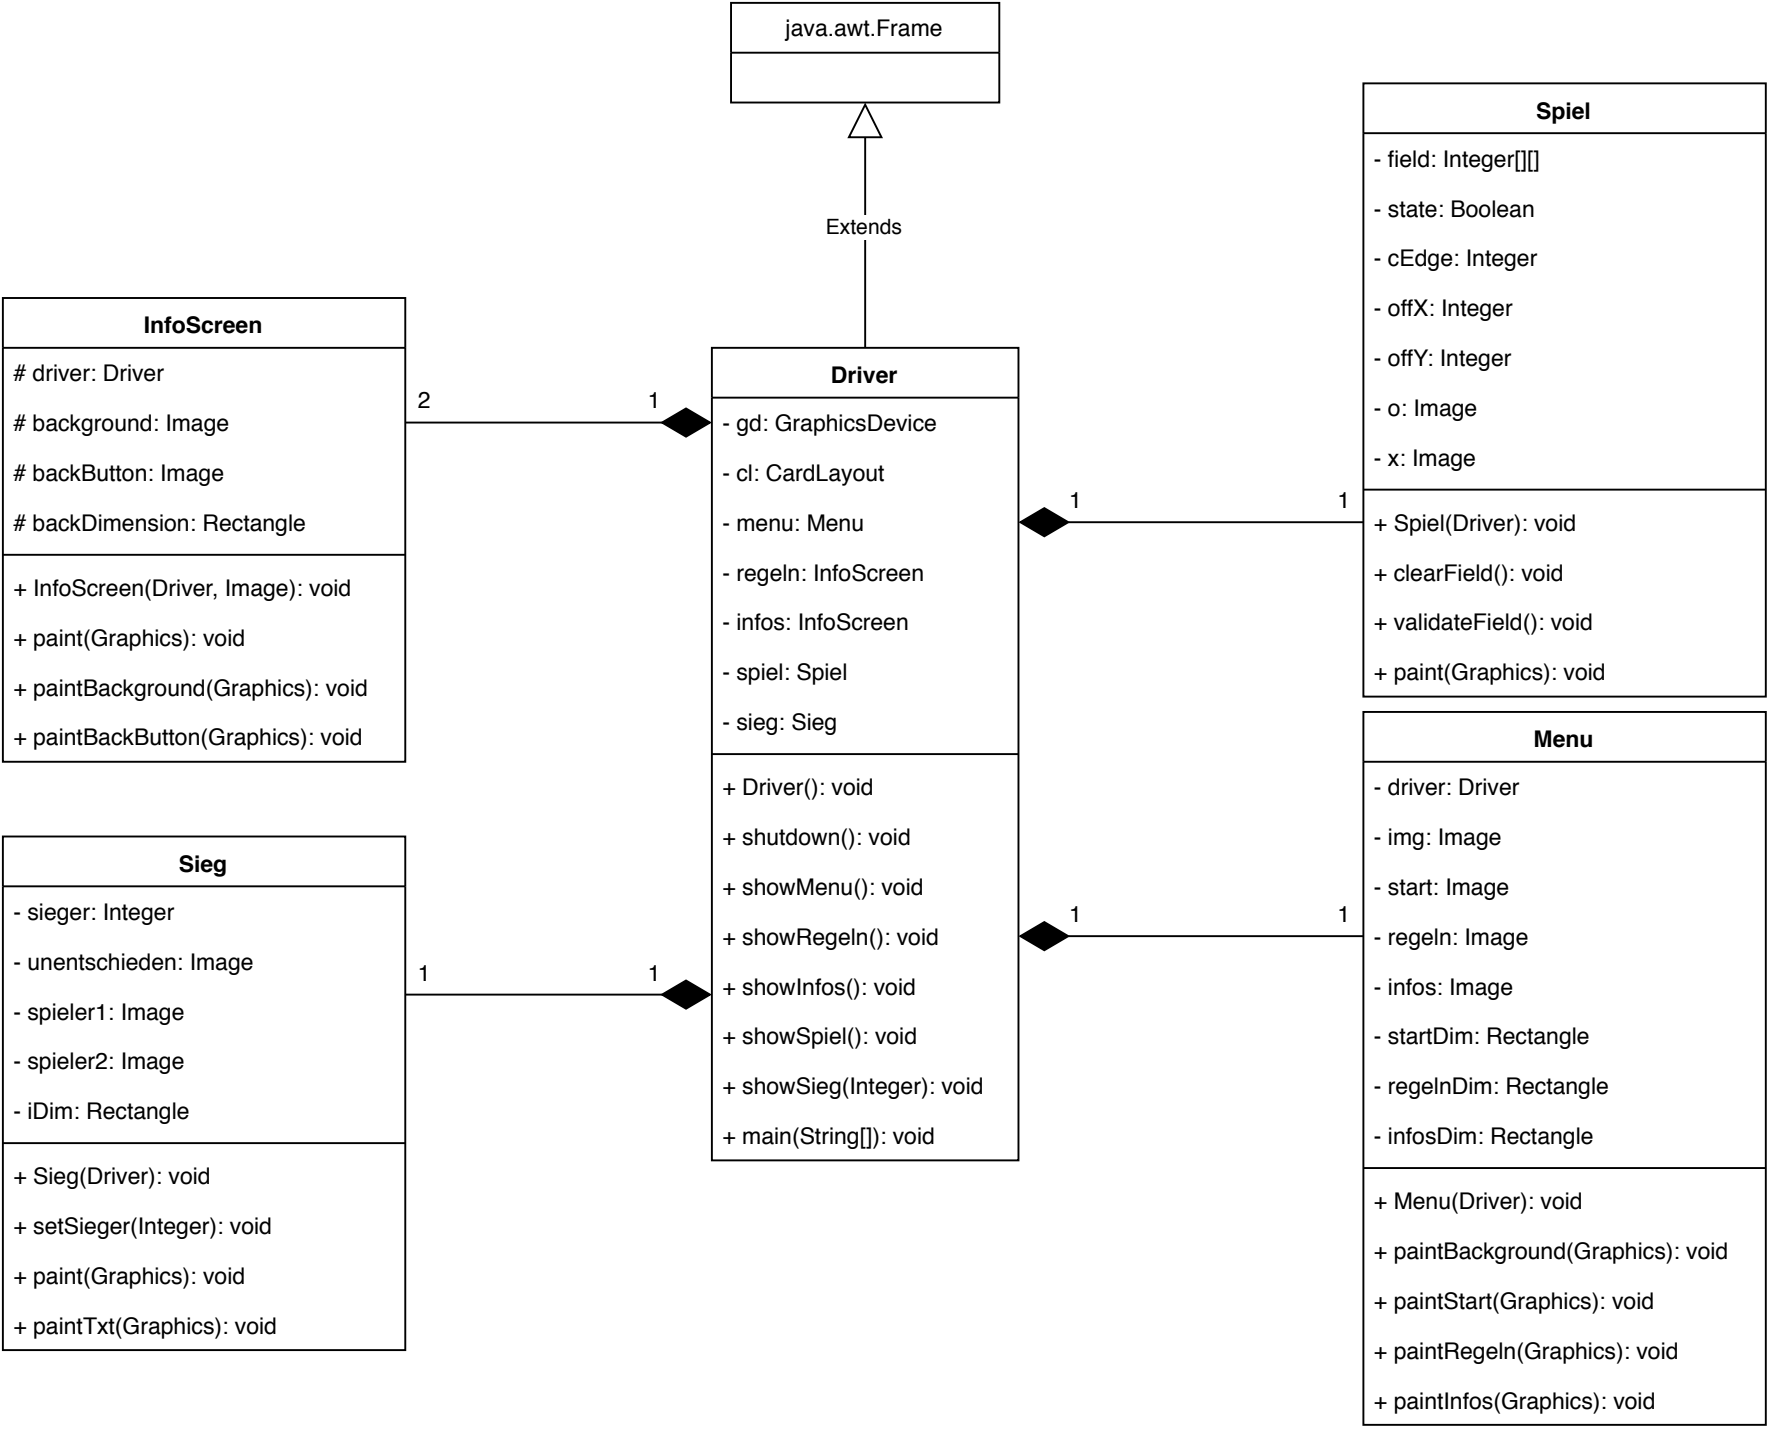 java.awt.Frame
Extends
InfoScreen
# driver: Driver
# background: Image
# backButton: Image
# backDimension: Rectangle
+ InfoScreen(Driver, Image): void
+ paint(Graphics): void
+ paintBackground(Graphics): void
+ paintBackButton(Graphics): void
2
1
Sieg
- sieger: Integer
- unentschieden: Image
- spieler1: Image
- spieler2: Image
- iDim: Rectangle
+ Sieg(Driver): void
+ setSieger(Integer): void
+ paint(Graphics): void
+ paintTxt(Graphics): void
1
1
Driver
- gd: GraphicsDevice
- cl: CardLayout
- menu: Menu
- regeln: InfoScreen
- infos: InfoScreen
- spiel: Spiel
- sieg: Sieg
+ Driver(): void
+ shutdown(): void
+ showMenu(): void
+ showRegeln(): void
+ showInfos(): void
+ showSpiel(): void
+ showSieg(Integer): void
+ main(String[]): void
1
1
Spiel
- field: Integer[][]
- state: Boolean
- cEdge: Integer
- offX: Integer
- offY: Integer
- o: Image
- x: Image
+ Spiel(Driver): void
+ clearField(): void
+ validateField(): void
+ paint(Graphics): void
1
1
Menu
- driver: Driver
- img: Image
- start: Image
- regeln: Image
- infos: Image
- startDim: Rectangle
- regelnDim: Rectangle
- infosDim: Rectangle
+ Menu(Driver): void
+ paintBackground(Graphics): void
+ paintStart(Graphics): void
+ paintRegeln(Graphics): void
+ paintInfos(Graphics): void